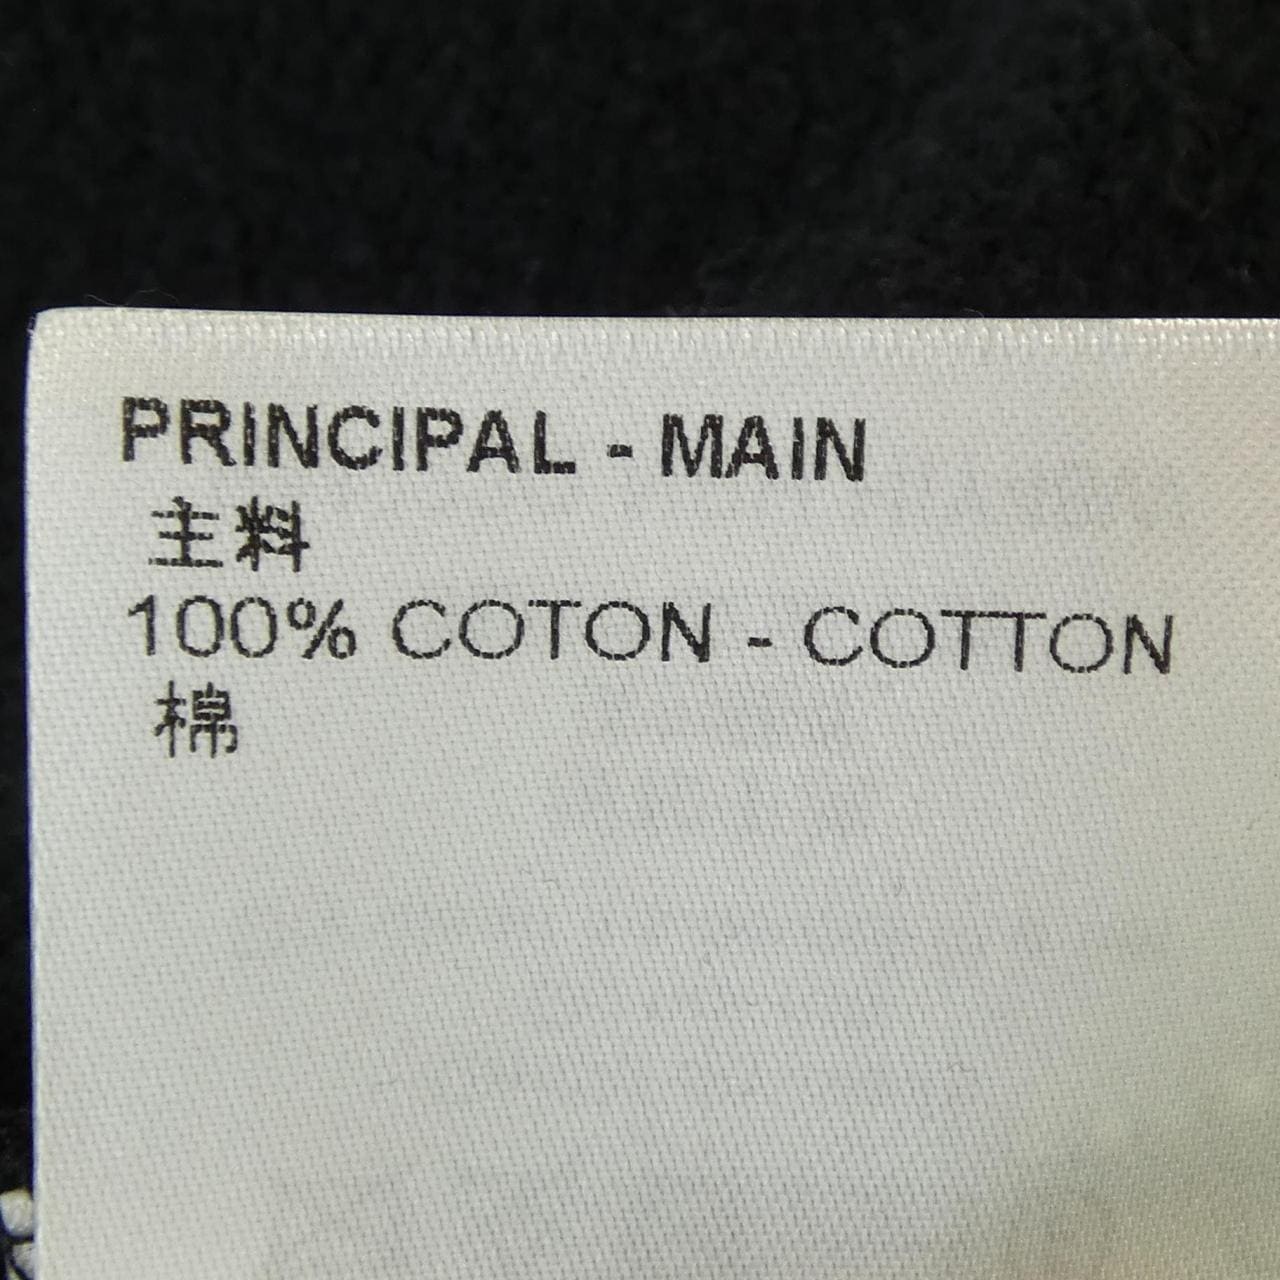 PRINCIPAL - MAIN
主料
100% COTON - COTTON
棉